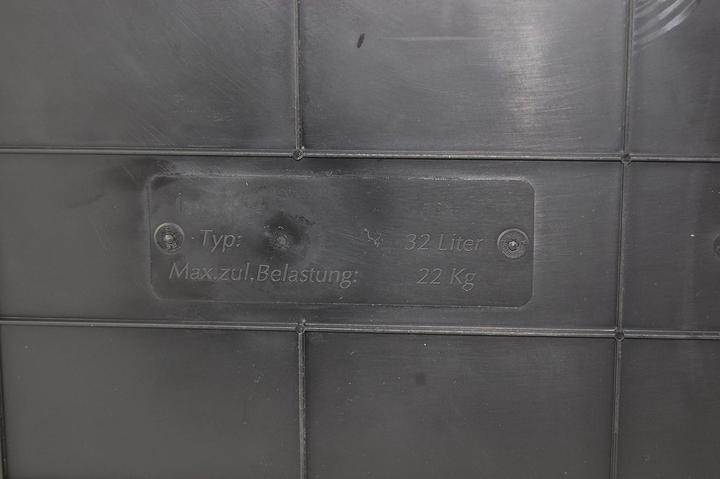 Typ: 32 Liter
Max.zul.Belastung: 22 Kg